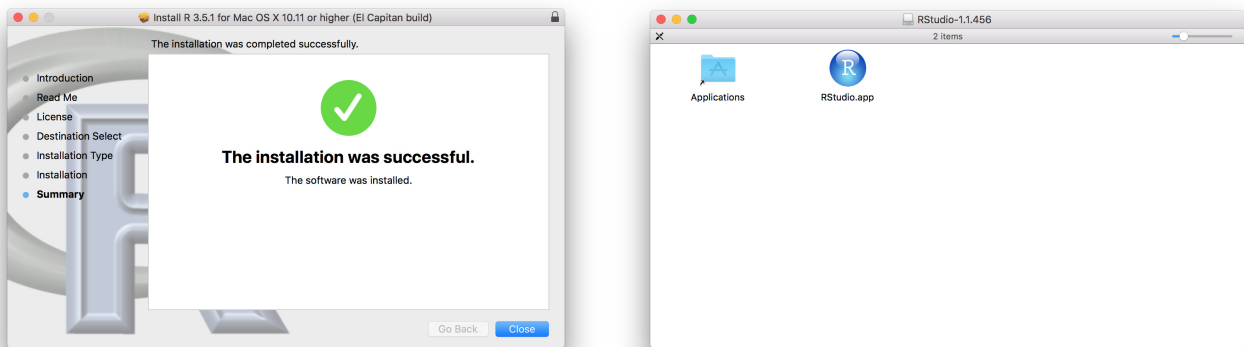 Install R 3.5.1 for Mac OS X 10.11 or higher (El Capitan build)
The installation was completed successfully.
Introduction
Read Me
License
Destination Select
Installation Type
Installation
Summary
The installation was successful.
The software was installed.
Go Back
Close
RStudio-1.1.456
2 items
R
Applications
RStudio.app